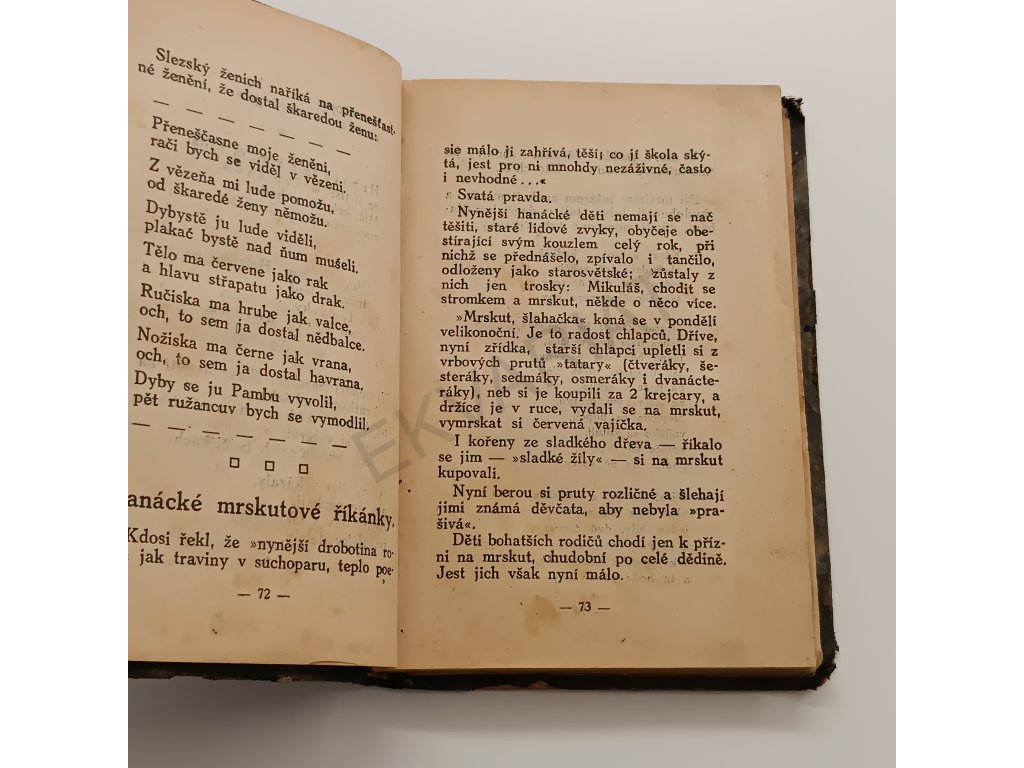 Slezský ženich naříká na přenešťast-
né ženění, že dostal škaredou ženu:
— — — — — — —
Přeneščasne moje ženěni,
rači bych se viděl v vězeni.
Z vězeňa mi lude pomožu,
od škaredé ženy němožu.
Dybystě ju lude viděli,
plakać bystě nad ňum mušeli.
Tělo ma červene jako rak
a hlavu střapatu jako drak.
Ručiska ma hrube jak valce,
och, to sem ja dostal nědbalce.
Nožiska ma černe jak vrana,
och, to sem ja dostal havrana.
Dyby se ju Pambu vyvolil,
pět ružancuv bych se vymodlil.
— — — — — — —
anácké mrskutové říkánky.
Kdosi řekl, že »nynější drobotina ro-
jak traviny v suchoparu, teplo poe-
— 72 —
sie málo ji zahřívá, těší; co jí škola ský-
tá, jest pro ni mnohdy nezáživné, často
i nevhodné...«
Svatá pravda.
Nynější hanácké děti nemají se nač
těšiti, staré lidové zvyky, obyčeje obe-
stírající svým kouzlem celý rok, při
nichž se přednášelo, zpívalo i tančilo,
odloženy jako starosvětské; zůstaly z
nich jen trosky: Mikuláš, chodit se
stromkem a mrskut, někde o něco více.
»Mrskut, šlahačka« koná se v pondělí
velikonoční. Je to radost chlapců. Dříve,
nyní zřídka, starší chlapci upletli si z
vrbových prutů »tatary« (čtveráky, še-
steráky, sedmáky, osmeráky i dvanácte-
ráky), neb si je koupili za 2 krejcary, a
držíce je v ruce, vydali se na mrskut,
vymrskat si červená vajíčka.
I kořeny ze sladkého dřeva — říkalo
se jim — »sladké žíly« — si na mrskut
kupovali.
Nyní berou si pruty rozličné a šlehají
jimi známá děvčata, aby nebyla »pra-
šivá«.
Děti bohatších rodičů chodí jen k příz-
ni na mrskut, chudobní po celé dědině.
Jest jich však nyní málo.
— 73 —